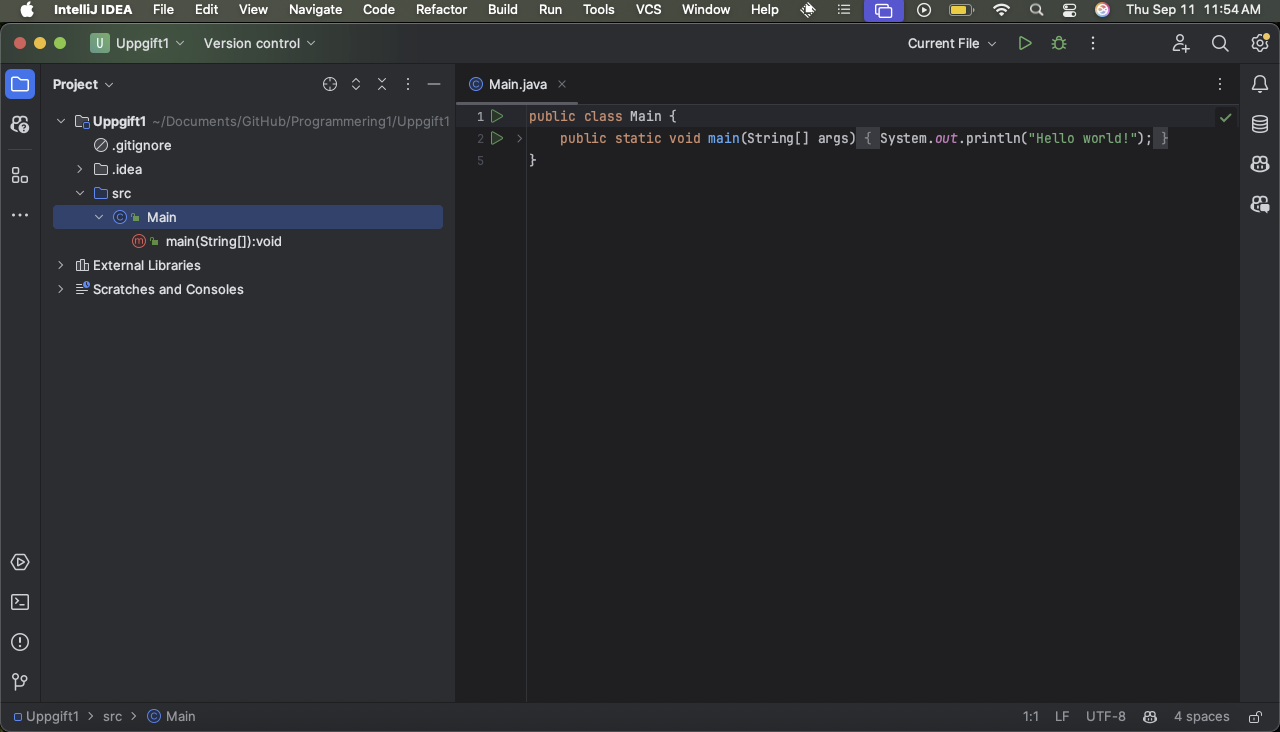 IntelliJ IDEA File Edit View Navigate Code Refactor Build Run Tools VCS Window Help Thu Sep 11 11:54 AM
U Uppgift1 Version control Current File
Project
Main.java
Uppgift1 ~/Documents/GitHub/Programmering1/Uppgift1
.gitignore
.idea
src
Main
main(String[]):void
External Libraries
Scratches and Consoles
1 public class Main {
2 public static void main(String[] args) { System.out.println("Hello world!"); }
5 }
Uppgift1 > src > Main 1:1 LF UTF-8 4 spaces